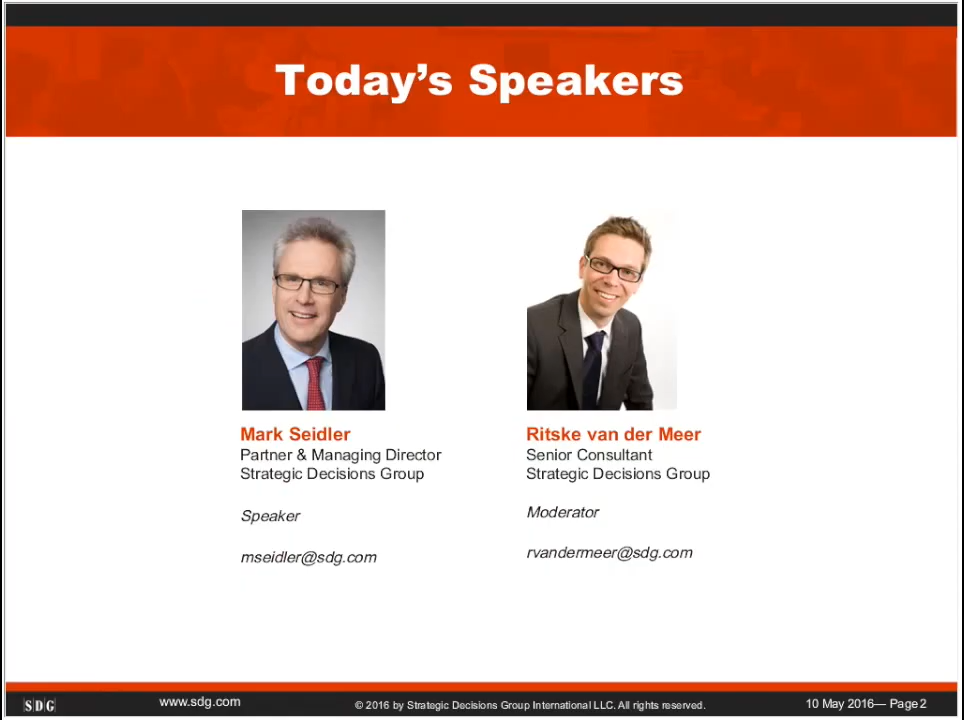 Today's Speakers
Mark Seidler
Partner & Managing Director
Strategic Decisions Group
Speaker
mseidler@sdg.com
Ritske van der Meer
Senior Consultant
Strategic Decisions Group
Moderator
rvandermeer@sdg.com
SDG
www.sdg.com
© 2016 by Strategic Decisions Group International LLC. All rights reserved.
10 May 2016— Page 2